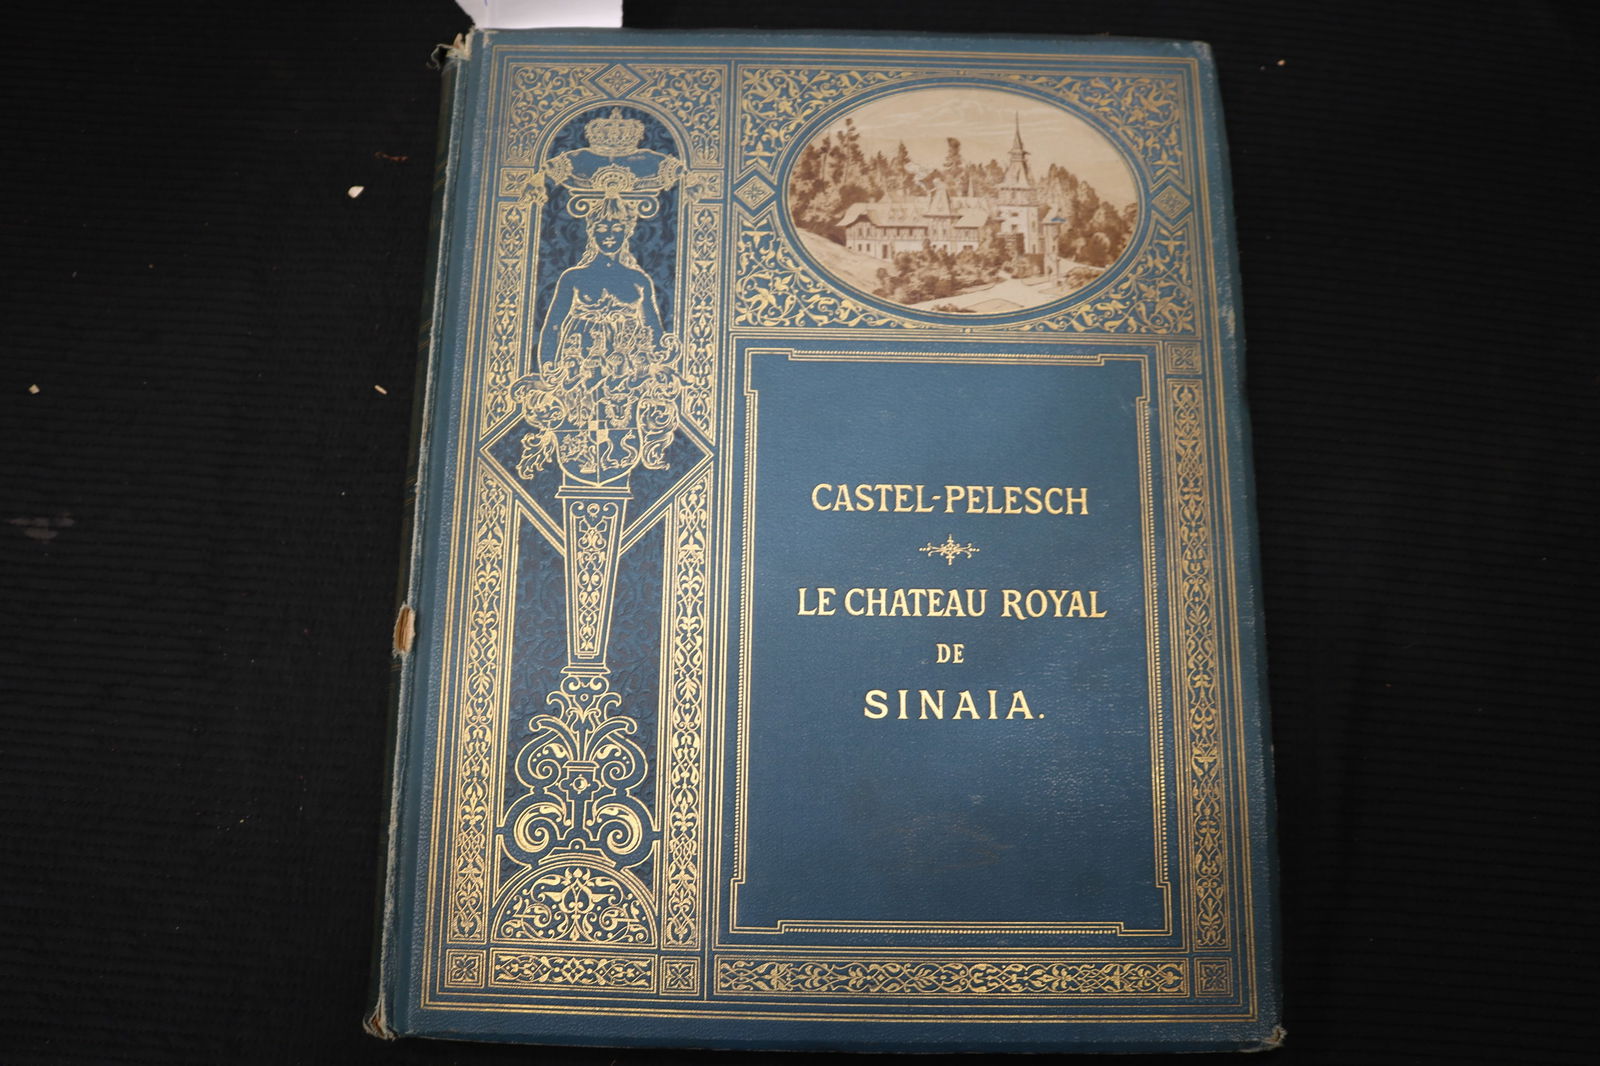 CASTEL-PELESCH
LE CHATEAU ROYAL
DE
SINAIA.